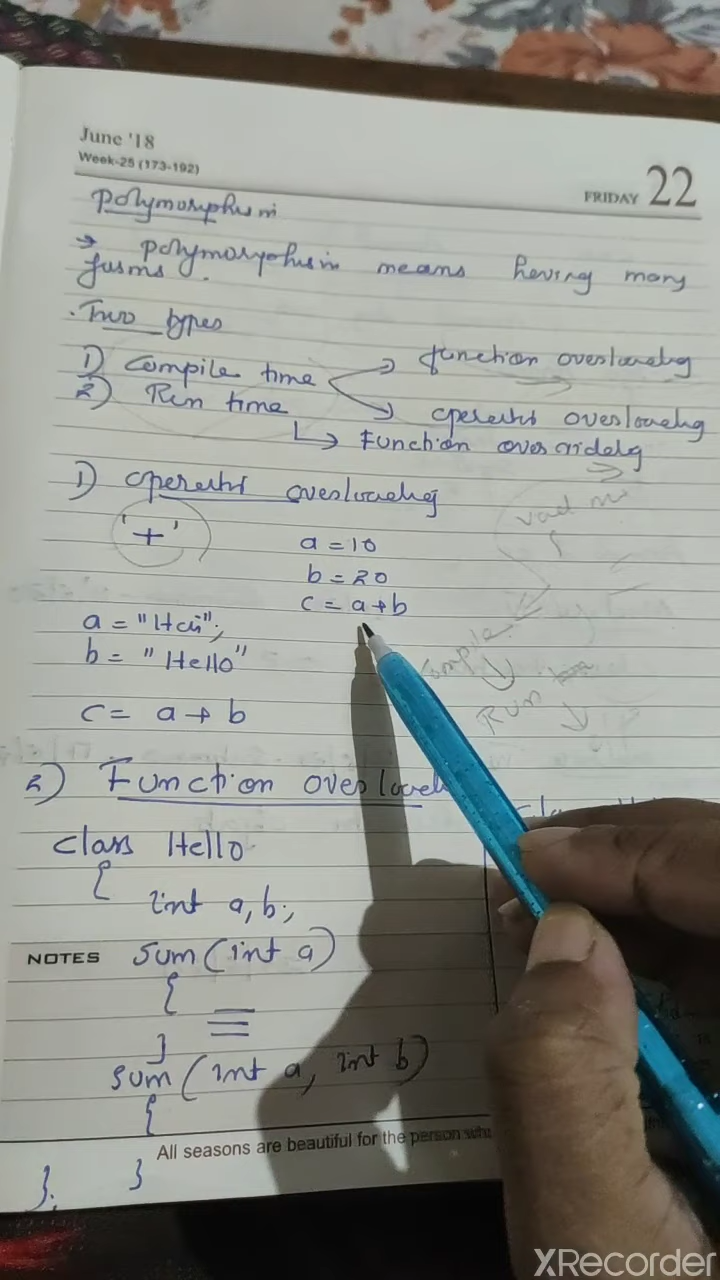 June '18
Week-25 (173-192)
FRIDAY 22
polymorphism
→ polymorphism means having many
forms.
. Two types
1) Compile time → function overloading
2) Run time → operator overloading
↳ Function overriding
1) operator overloading
'+'
a = 10
b = 20
c = a + b
a = "Hai";
b = "Hello"
c = a + b
2) Function overload
class Hello
{
int a, b;
NOTES sum (int a)
{
}
sum (int a, int b)
{
All seasons are beautiful for the person
}
};
Run
XRecorder